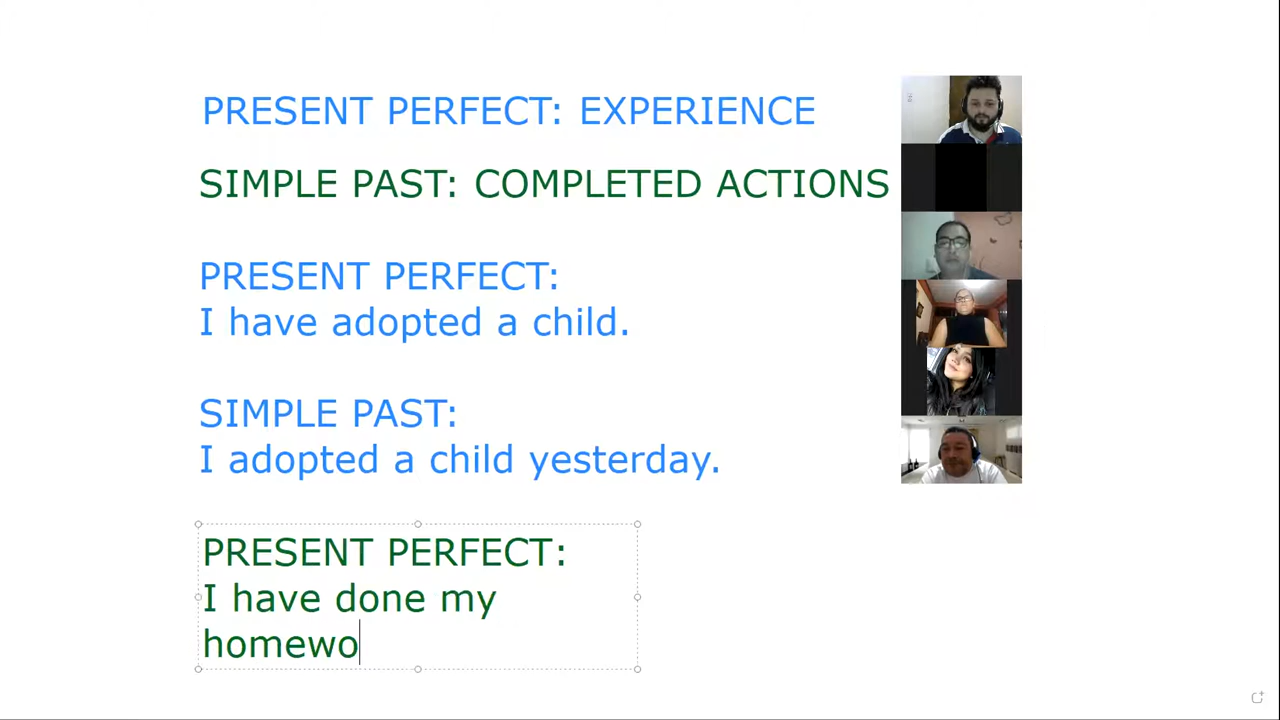 PRESENT PERFECT: EXPERIENCE
SIMPLE PAST: COMPLETED ACTIONS
PRESENT PERFECT:
I have adopted a child.
SIMPLE PAST:
I adopted a child yesterday.
PRESENT PERFECT:
I have done my
homewo